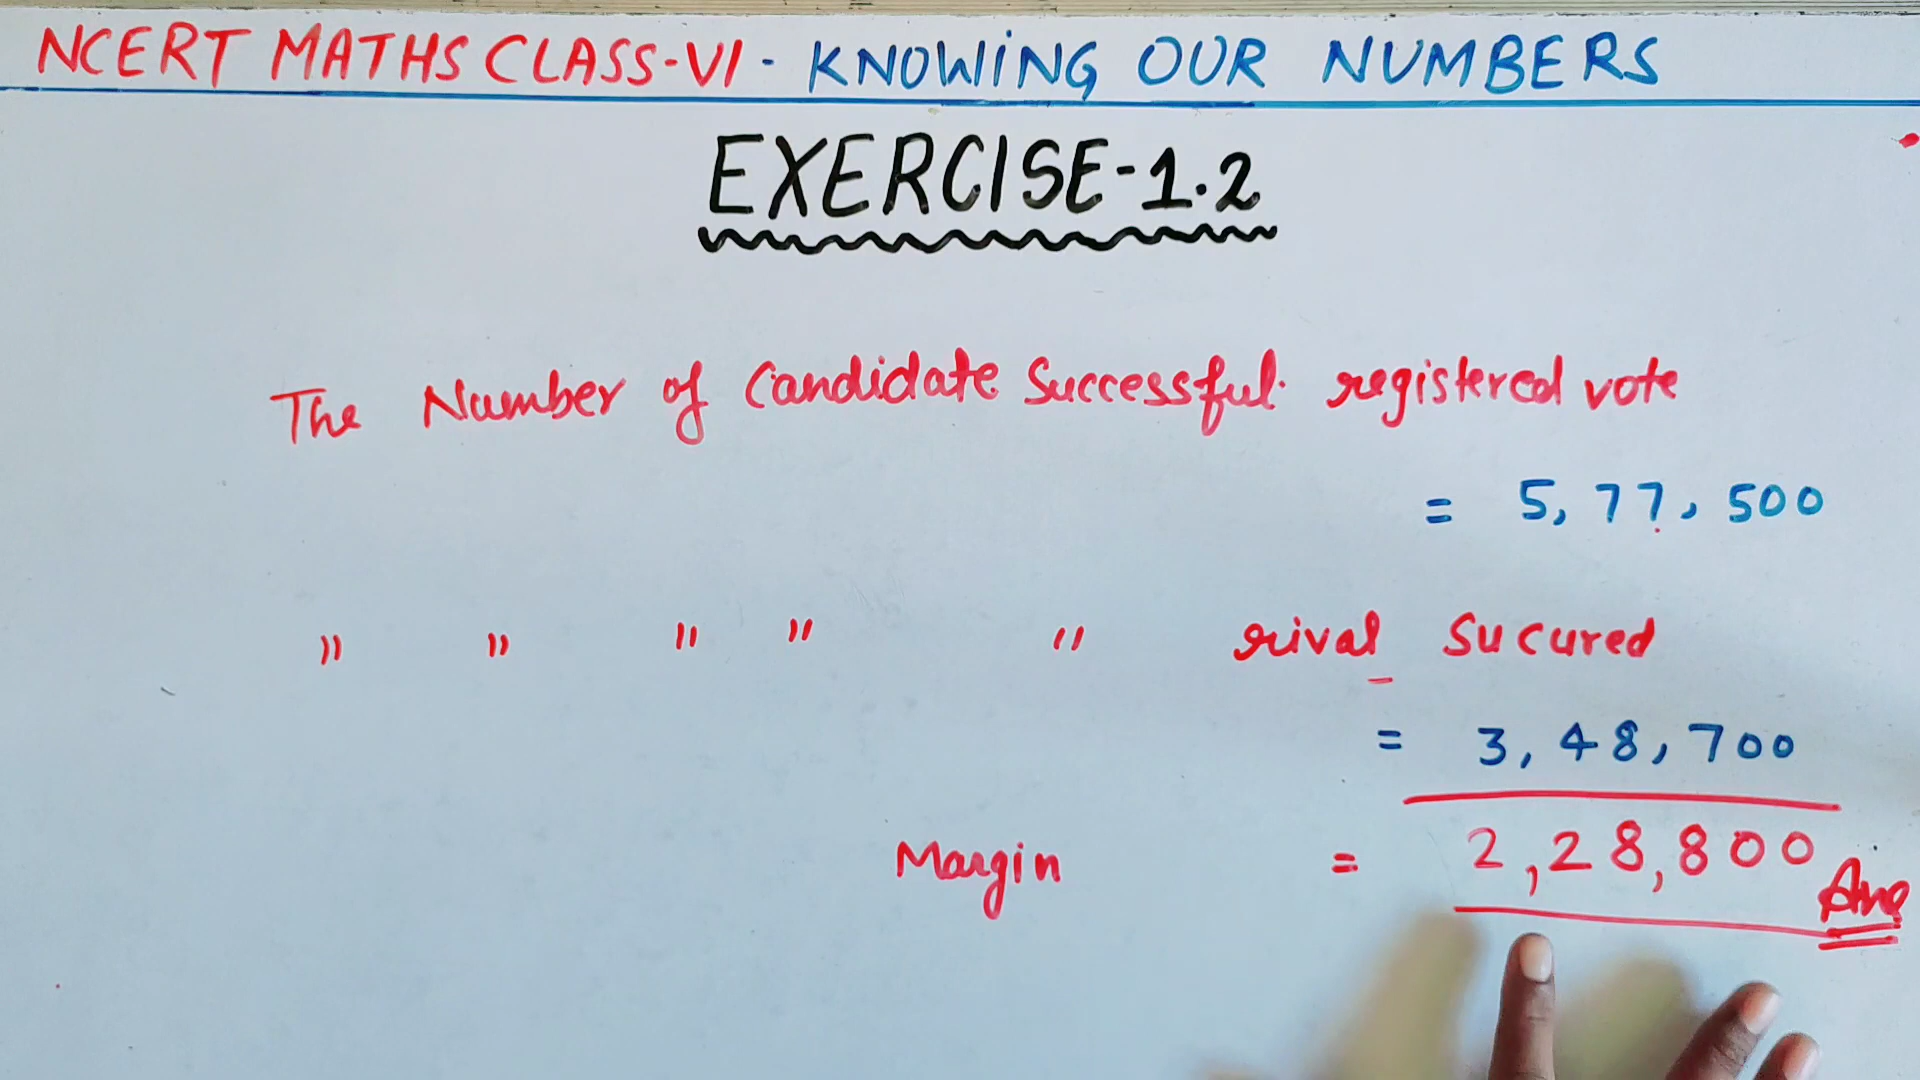 NCERT MATHS CLASS-VI - KNOWING OUR NUMBERS
EXERCISE-1.2
The Number of Candidate Successful registered vote
= 5,77,500
" " " " " rival Sucured
= 3,48,700
Margin = 2,28,800 Ans